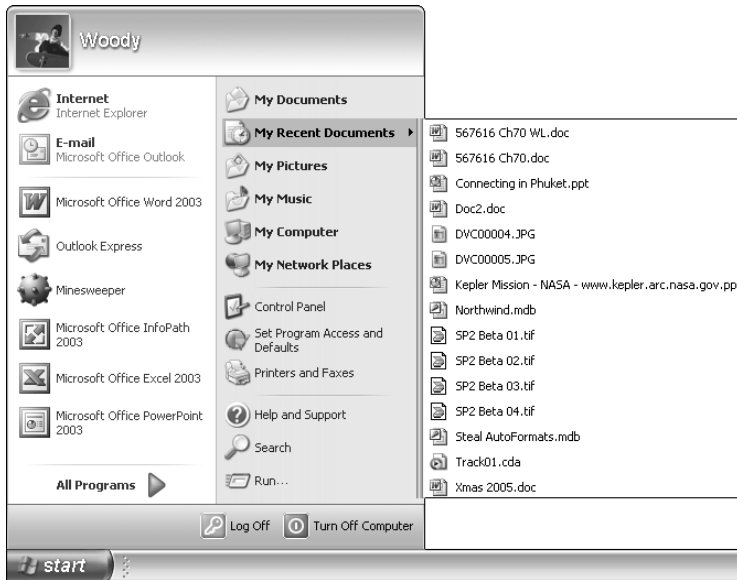 Woody
Internet
Internet Explorer
E-mail
Microsoft Office Outlook
Microsoft Office Word 2003
Outlook Express
Minesweeper
Microsoft Office InfoPath
2003
Microsoft Office Excel 2003
Microsoft Office PowerPoint
2003
All Programs
My Documents
My Recent Documents
My Pictures
My Music
My Computer
My Network Places
Control Panel
Set Program Access and
Defaults
Printers and Faxes
Help and Support
Search
Run...
567616 Ch70 WL.doc
567616 Ch70.doc
Connecting in Phuket.ppt
Doc2.doc
DVC00004.JPG
DVC00005.JPG
Kepler Mission - NASA - www.kepler.arc.nasa.gov.pp
Northwind.mdb
SP2 Beta 01.tif
SP2 Beta 02.tif
SP2 Beta 03.tif
SP2 Beta 04.tif
Steal AutoFormats.mdb
Track01.cda
Xmas 2005.doc
Log Off
Turn Off Computer
start